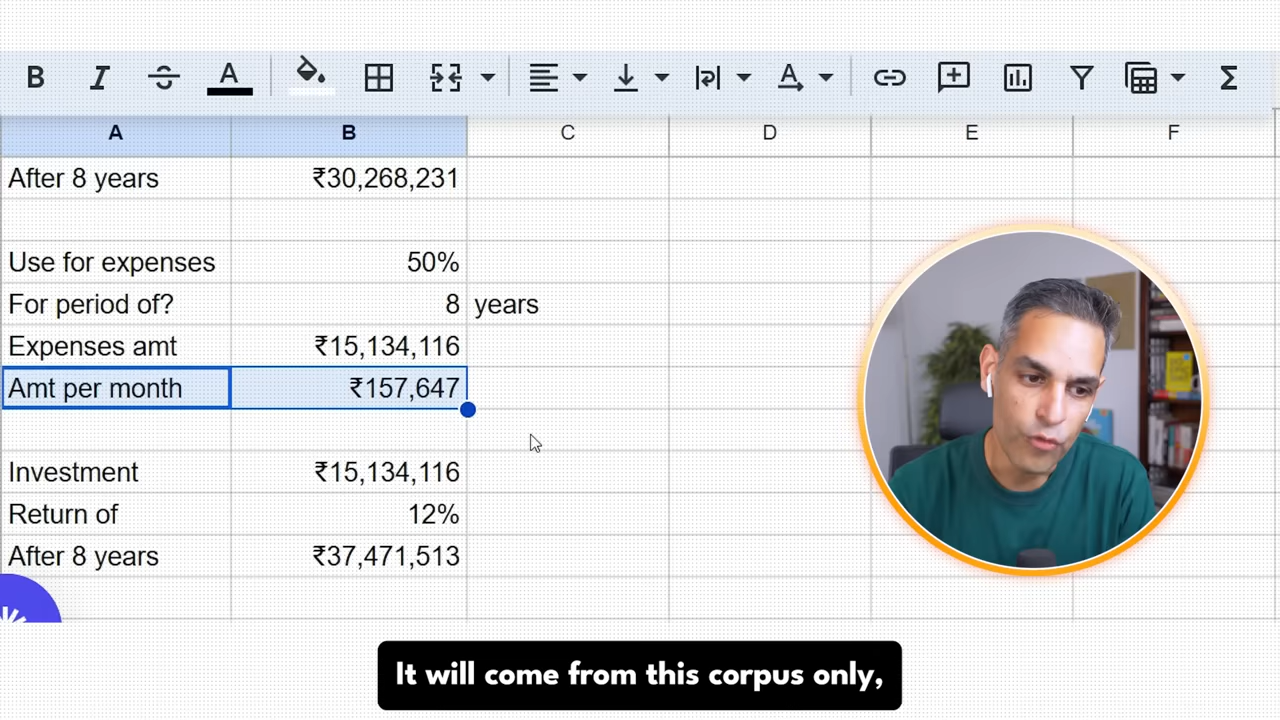 B I S A Σ
A B C D E F
After 8 years ₹30,268,231
Use for expenses 50%
For period of? 8 years
Expenses amt ₹15,134,116
Amt per month ₹157,647
Investment ₹15,134,116
Return of 12%
After 8 years ₹37,471,513
It will come from this corpus only,